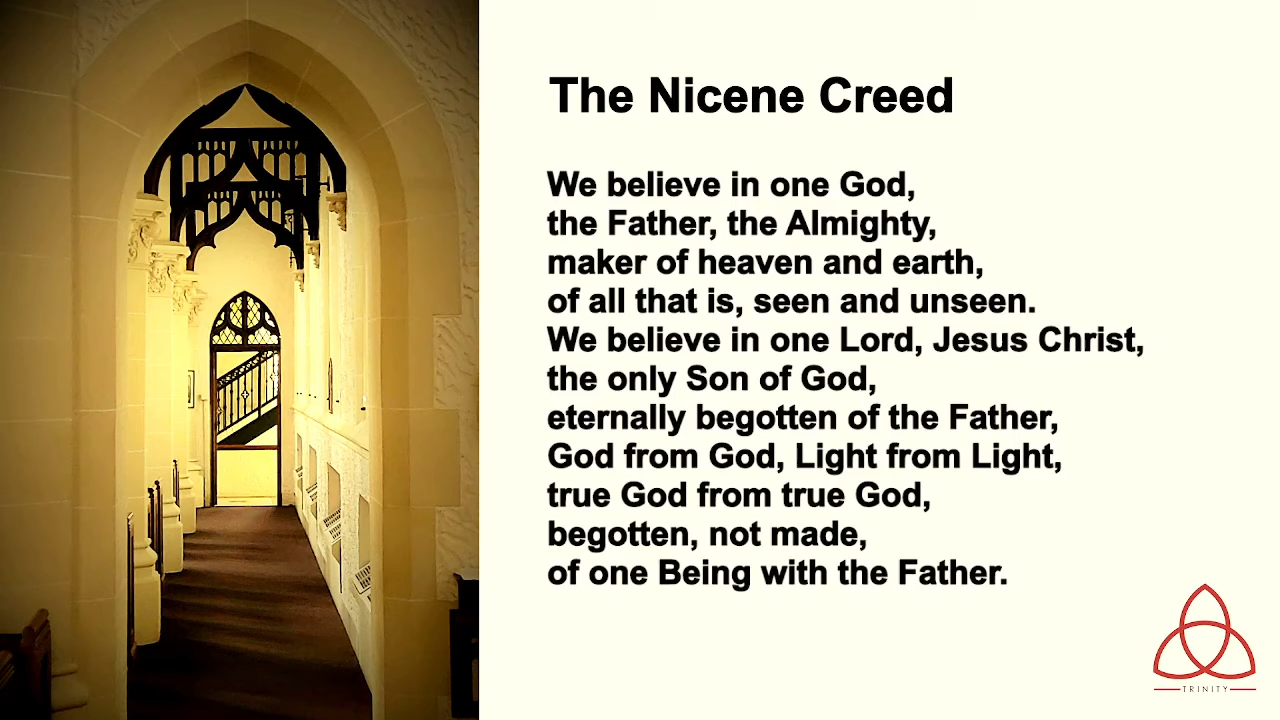 The Nicene Creed
We believe in one God,
the Father, the Almighty,
maker of heaven and earth,
of all that is, seen and unseen.
We believe in one Lord, Jesus Christ,
the only Son of God,
eternally begotten of the Father,
God from God, Light from Light,
true God from true God,
begotten, not made,
of one Being with the Father.
TRINITY